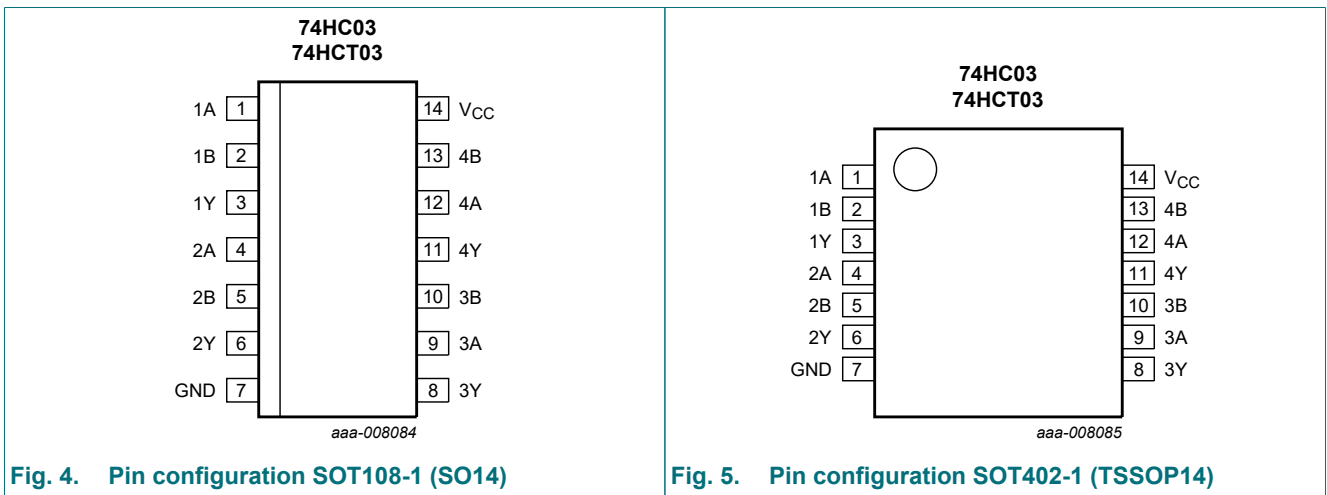 74HC03
74HCT03
1A 1 14 VCC
1B 2 13 4B
1Y 3 12 4A
2A 4 11 4Y
2B 5 10 3B
2Y 6 9 3A
GND 7 8 3Y
aaa-008084
Fig. 4. Pin configuration SOT108-1 (SO14)
74HC03
74HCT03
1A 1 14 VCC
1B 2 13 4B
1Y 3 12 4A
2A 4 11 4Y
2B 5 10 3B
2Y 6 9 3A
GND 7 8 3Y
aaa-008085
Fig. 5. Pin configuration SOT402-1 (TSSOP14)